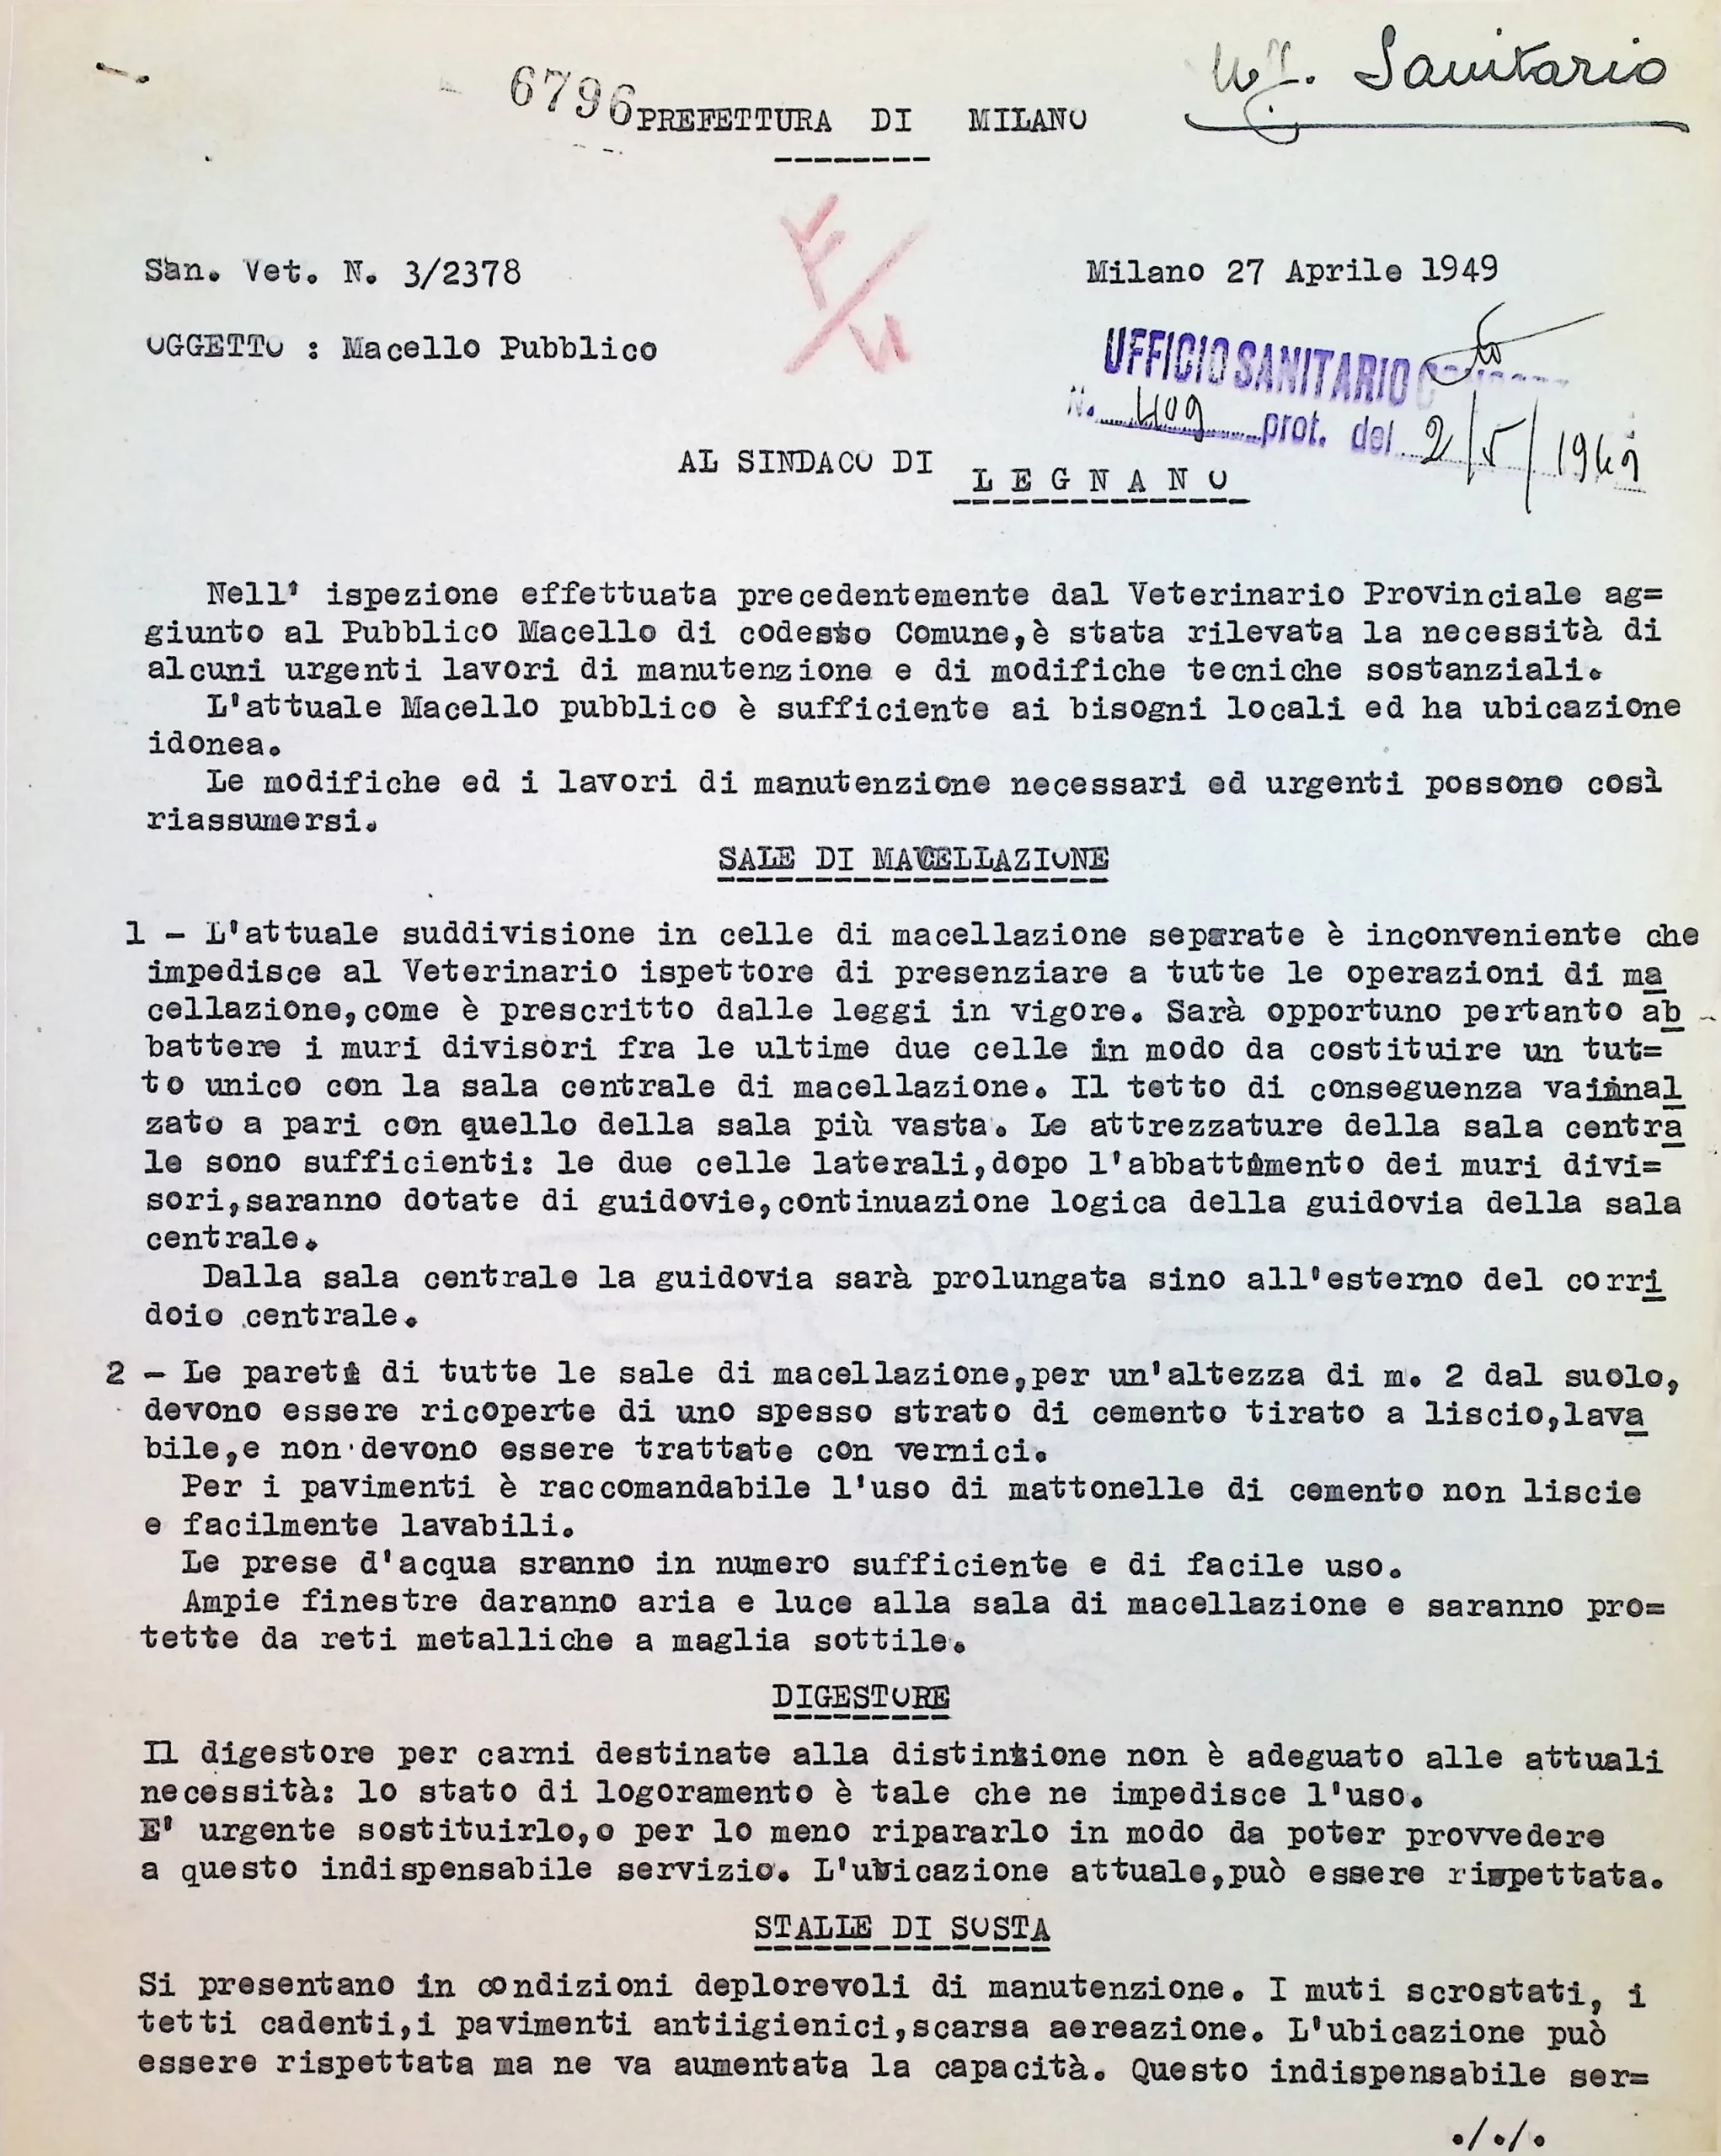 Uff. Sanitario
6796
PREFETTURA DI MILANO
San. Vet. N. 3/2378
Milano 27 Aprile 1949
OGGETTO : Macello Pubblico
UFFICIO SANITARIO
N. 409 prot. del 2/5/1949
AL SINDACO DI
LEGNANO
Nell' ispezione effettuata precedentemente dal Veterinario Provinciale ag=
giunto al Pubblico Macello di codesto Comune,è stata rilevata la necessità di
alcuni urgenti lavori di manutenzione e di modifiche tecniche sostanziali.
L'attuale Macello pubblico è sufficiente ai bisogni locali ed ha ubicazione
idonea.
Le modifiche ed i lavori di manutenzione necessari ed urgenti possono così
riassumersi.
SALE DI MACELLAZIONE
1 - L'attuale suddivisione in celle di macellazione separate è inconveniente che
impedisce al Veterinario ispettore di presenziare a tutte le operazioni di ma
cellazione,come è prescritto dalle leggi in vigore. Sarà opportuno pertanto ab
battere i muri divisori fra le ultime due celle in modo da costituire un tut=
to unico con la sala centrale di macellazione. Il tetto di conseguenza va innal
zato a pari con quello della sala più vasta. Le attrezzature della sala centra
le sono sufficienti: le due celle laterali,dopo l'abbattimento dei muri divi=
sori,saranno dotate di guidovie,continuazione logica della guidovia della sala
centrale.
Dalla sala centrale la guidovia sarà prolungata sino all'esterno del corri
doio centrale.
2 - Le pareti di tutte le sale di macellazione,per un'altezza di m. 2 dal suolo,
devono essere ricoperte di uno spesso strato di cemento tirato a liscio,lava
bile,e non devono essere trattate con vernici.
Per i pavimenti è raccomandabile l'uso di mattonelle di cemento non liscie
e facilmente lavabili.
Le prese d'acqua sranno in numero sufficiente e di facile uso.
Ampie finestre daranno aria e luce alla sala di macellazione e saranno pro=
tette da reti metalliche a maglia sottile.
DIGESTORE
Il digestore per carni destinate alla distinzione non è adeguato alle attuali
necessità: lo stato di logoramento è tale che ne impedisce l'uso.
E' urgente sostituirlo,o per lo meno ripararlo in modo da poter provvedere
a questo indispensabile servizio. L'ubicazione attuale,può essere rispettata.
STALLE DI SOSTA
Si presentano in condizioni deplorevoli di manutenzione. I muti scrostati, i
tetti cadenti,i pavimenti antiigienici,scarsa aereazione. L'ubicazione può
essere rispettata ma ne va aumentata la capacità. Questo indispensabile ser=
./././.